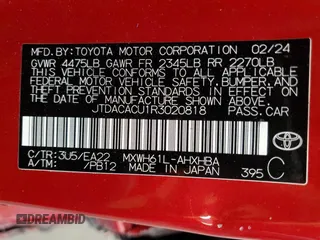 MFD.BY: TOYOTA MOTOR CORPORATION 02/24
GVWR 4475LB GAWR FR 2345LB RR 2270LB
THIS VEHICLE CONFORMS TO ALL APPLICABLE
FEDERAL MOTOR VEHICLE SAFETY, BUMPER, AND
THEFT PREVENTION STANDARDS IN EFFECT ON
THE DATE OF MANUFACTURE SHOWN ABOVE.
JTDACACU1R3020818 PASS.CAR
TOYOTA
C/TR: 3U5/EA22 MXWH61L-AHXHBA
A/TM: /PB12 MADE IN JAPAN 395 C
DREAMBID